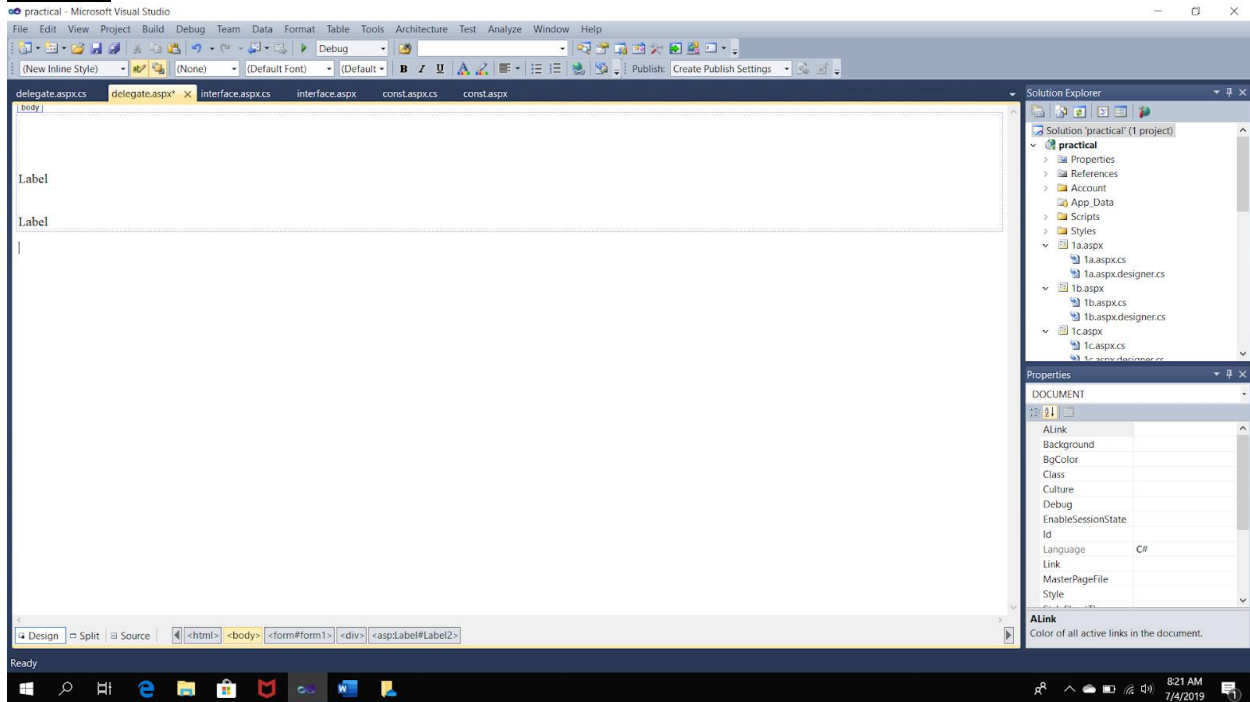 practical - Microsoft Visual Studio
File Edit View Project Build Debug Team Data Format Table Tools Architecture Test Analyze Window Help
Debug
(New Inline Style) (None) (Default Font) (Default B I U A Publish: Create Publish Settings
delegate.aspx.cs delegate.aspx* interface.aspx.cs interface.aspx const.aspx.cs const.aspx
body
Label
Label
Design Split Source <html> <body> <form#form1> <div> <asp:Label#Label2>
Solution Explorer
Solution 'practical' (1 project)
practical
Properties
References
Account
App_Data
Scripts
Styles
1a.aspx
1a.aspx.cs
1a.aspx.designer.cs
1b.aspx
1b.aspx.cs
1b.aspx.designer.cs
1c.aspx
1c.aspx.cs
1c.aspx.designer.cs
Properties
DOCUMENT
ALink
Background
BgColor
Class
Culture
Debug
EnableSessionState
Id
Language C#
Link
MasterPageFile
Style
ALink
Color of all active links in the document.
Ready
8:21 AM
7/4/2019